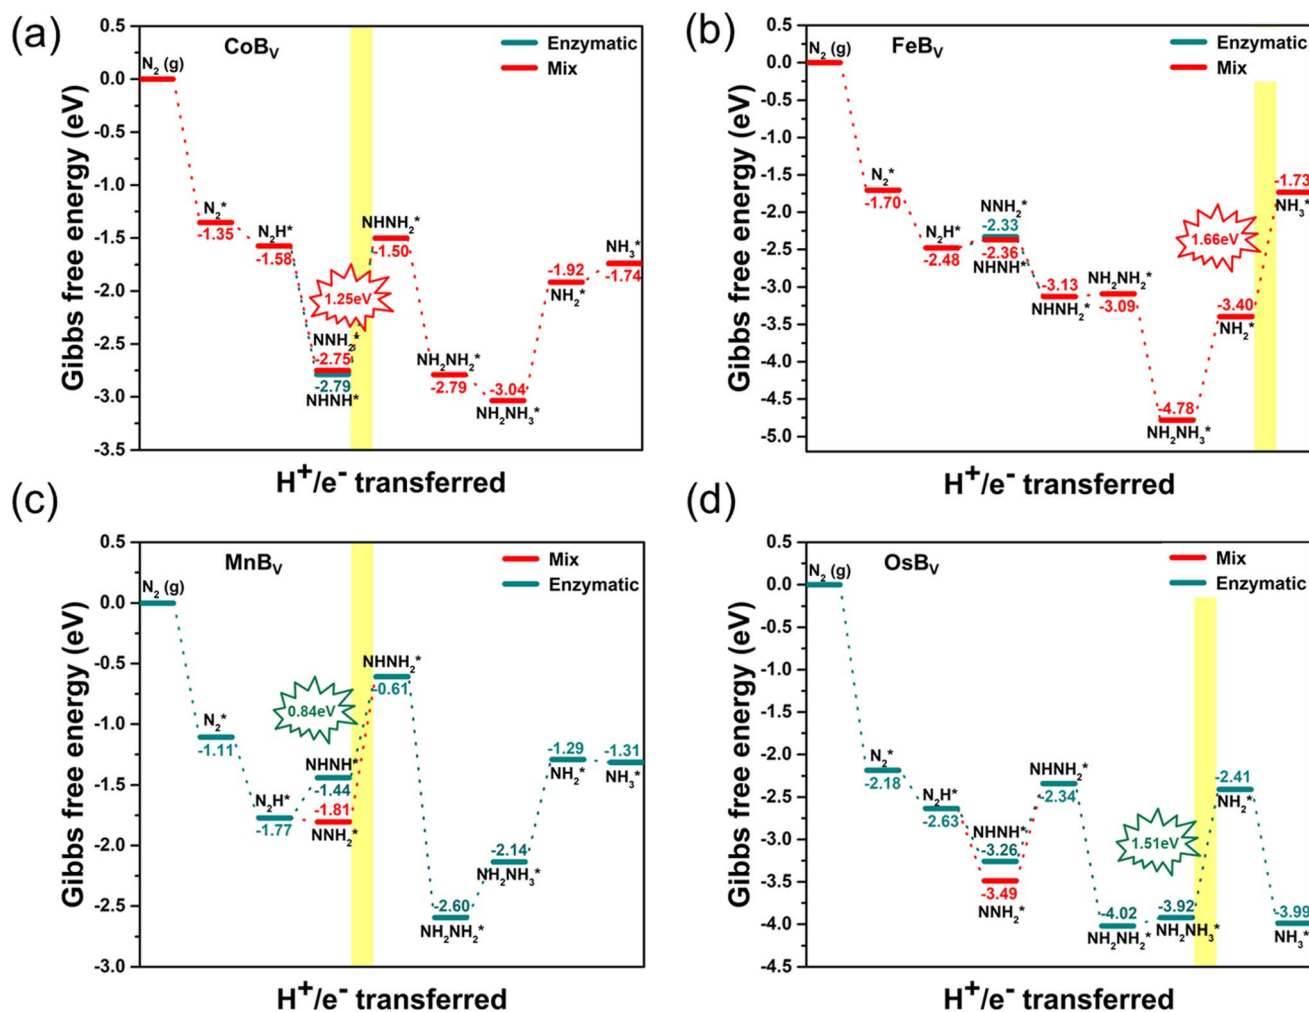 (a)
CoB_V
Enzymatic
Mix
Gibbs free energy (eV)
0.5
0.0
-0.5
-1.0
-1.5
-2.0
-2.5
-3.0
-3.5
N₂ (g)
N₂*
-1.35
N₂H*
-1.58
1.25eV
NNH₂*
-2.75
-2.79
NHNH*
NHNH₂*
-1.50
NH₂NH₂*
-2.79
-3.04
NH₂NH₃*
-1.92
NH₂*
NH₃*
-1.74
H⁺/e⁻ transferred
(b)
FeB_V
Enzymatic
Mix
Gibbs free energy (eV)
0.5
0.0
-0.5
-1.0
-1.5
-2.0
-2.5
-3.0
-3.5
-4.0
-4.5
-5.0
N₂ (g)
N₂*
-1.70
N₂H*
-2.48
NNH₂*
-2.33
-2.36
NHNH*
-3.13
NHNH₂*
NH₂NH₂*
-3.09
-4.78
NH₂NH₃*
-3.40
NH₂*
1.66eV
-1.73
NH₃*
H⁺/e⁻ transferred
(c)
MnB_V
Mix
Enzymatic
Gibbs free energy (eV)
0.5
0.0
-0.5
-1.0
-1.5
-2.0
-2.5
-3.0
N₂ (g)
N₂*
-1.11
N₂H*
-1.77
0.84eV
NHNH*
-1.44
-1.81
NNH₂*
NHNH₂*
-0.61
-2.60
NH₂NH₂*
-2.14
NH₂NH₃*
-1.29
NH₂*
-1.31
NH₃*
H⁺/e⁻ transferred
(d)
OsB_V
Mix
Enzymatic
Gibbs free energy (eV)
0.5
0.0
-0.5
-1.0
-1.5
-2.0
-2.5
-3.0
-3.5
-4.0
-4.5
N₂ (g)
N₂*
-2.18
N₂H*
-2.63
NHNH*
-3.26
-3.49
NNH₂*
NHNH₂*
-2.34
1.51eV
-4.02
NH₂NH₂*
-3.92
NH₂NH₃*
-2.41
NH₂*
-3.99
NH₃*
H⁺/e⁻ transferred